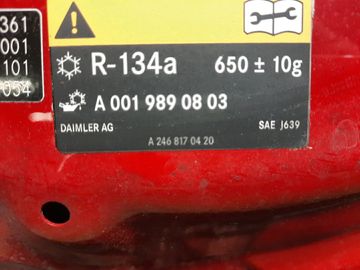 361
001
101
054
R-134a 650 ± 10g
A 001 989 08 03
DAIMLER AG SAE J639
A 246 817 04 20